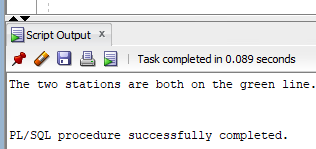 Script Output x
Task completed in 0.089 seconds
The two stations are both on the green line.
PL/SQL procedure successfully completed.